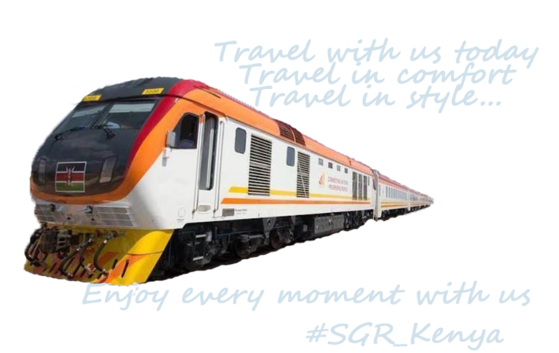 Travel with us today
Travel in comfort
Travel in style...
Enjoy every moment with us
#SGR_Kenya